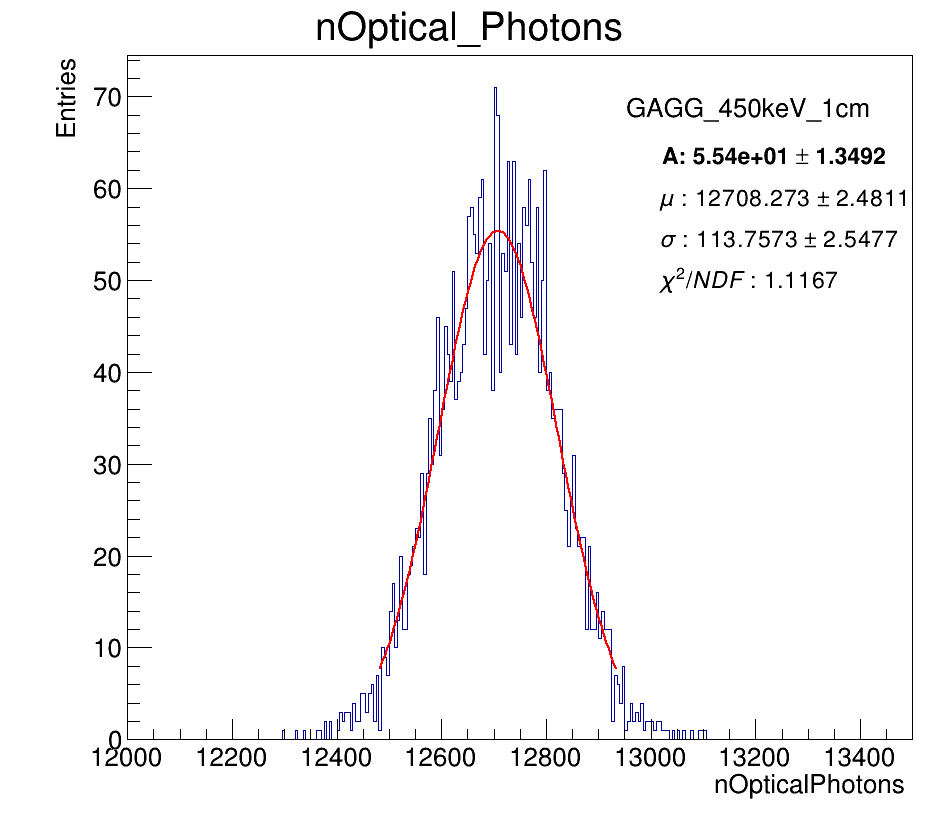 nOptical_Photons
Entries
GAGG_450keV_1cm
A: 5.54e+01 ± 1.3492
μ : 12708.273 ± 2.4811
σ : 113.7573 ± 2.5477
χ²/NDF : 1.1167
70
60
50
40
30
20
10
0
12000 12200 12400 12600 12800 13000 13200 13400
nOpticalPhotons